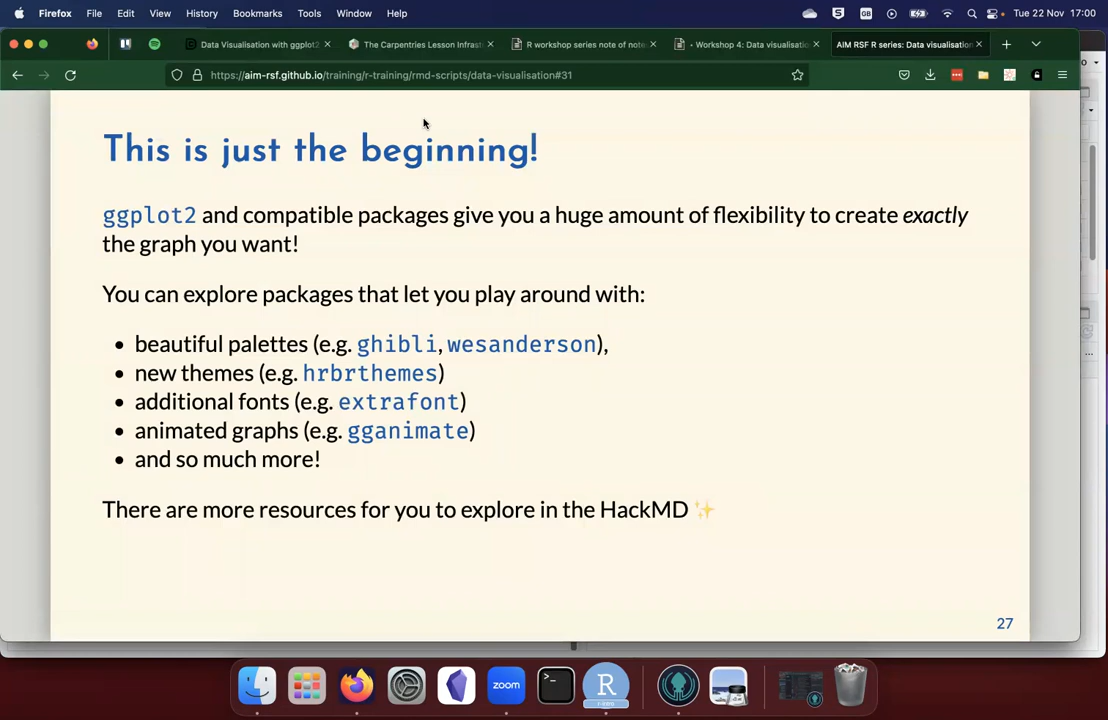 Firefox File Edit View History Bookmarks Tools Window Help Tue 22 Nov 17:00
Data Visualisation with ggplot2 The Carpentries Lesson Infrast R workshop series note of note - Workshop 4: Data visualisation AIM RSF R series: Data visualisation
https://aim-rsf.github.io/training/r-training/rmd-scripts/data-visualisation#31
This is just the beginning!
ggplot2 and compatible packages give you a huge amount of flexibility to create exactly
the graph you want!
You can explore packages that let you play around with:
• beautiful palettes (e.g. ghibli, wesanderson),
• new themes (e.g. hrbrthemes)
• additional fonts (e.g. extrafont)
• animated graphs (e.g. gganimate)
• and so much more!
There are more resources for you to explore in the HackMD ✨
27
zoom
R